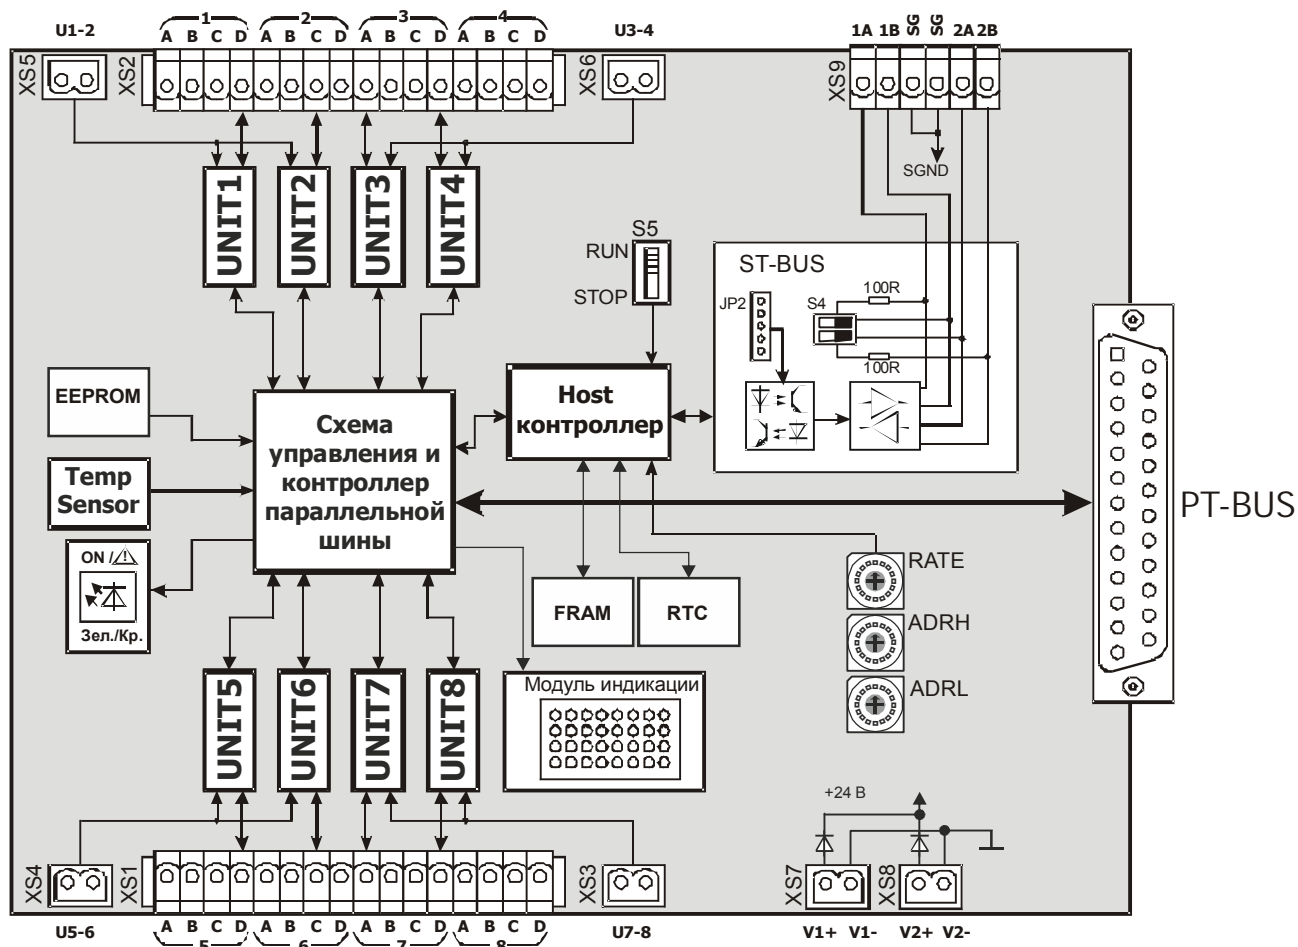 1 2 3 4
U1-2 A B C D A B C D A B C D A B C D U3-4 1A 1B SG SG 2A 2B
XS5 XS2 XS6 XS9
SGND
UNIT1 UNIT2 UNIT3 UNIT4
S5
RUN
STOP
ST-BUS
JP2 S4 100R
100R
EEPROM
Схема
управления и
контроллер
параллельной
шины
Host
контроллер
Temp
Sensor
PT-BUS
ON /⚠
Зел./Кр.
FRAM RTC
RATE
ADRH
ADRL
UNIT5 UNIT6 UNIT7 UNIT8
Модуль индикации
+24 В
XS4 XS1 XS3 XS7 XS8
U5-6 A B C D A B C D A B C D A B C D U7-8 V1+ V1- V2+ V2-
5 6 7 8